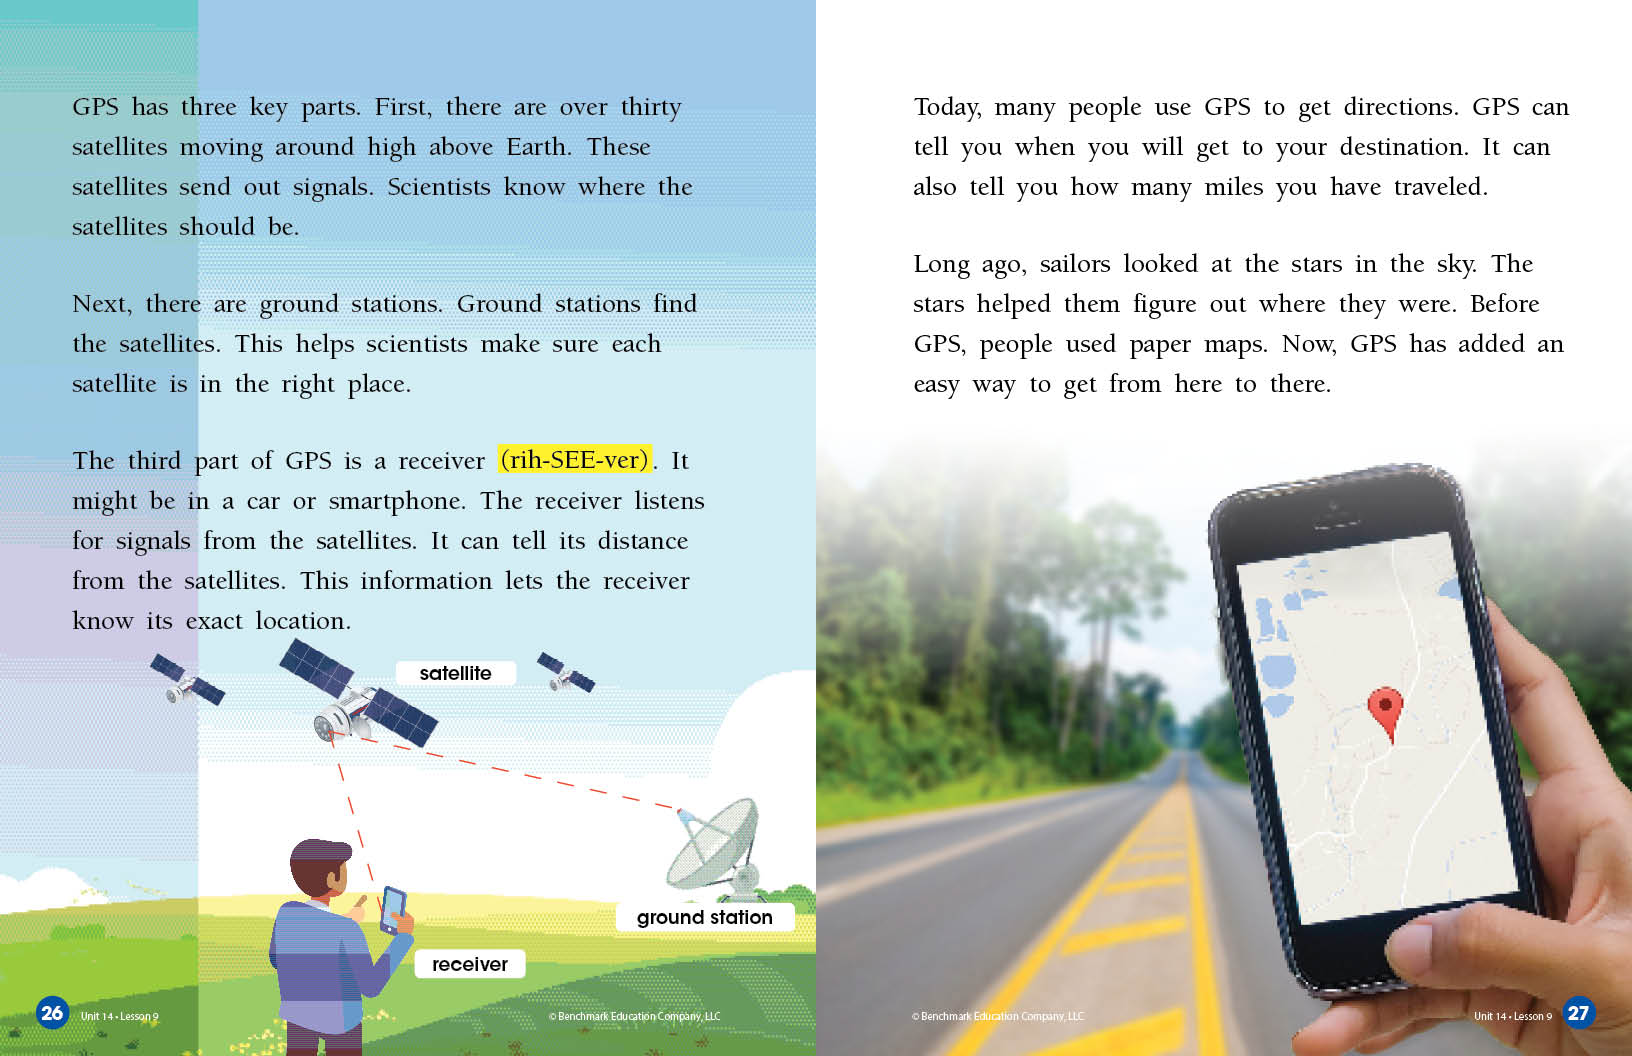 GPS has three key parts. First, there are over thirty
satellites moving around high above Earth. These
satellites send out signals. Scientists know where the
satellites should be.
Next, there are ground stations. Ground stations find
the satellites. This helps scientists make sure each
satellite is in the right place.
The third part of GPS is a receiver (rih-SEE-ver). It
might be in a car or smartphone. The receiver listens
for signals from the satellites. It can tell its distance
from the satellites. This information lets the receiver
know its exact location.
satellite
ground station
receiver
26 Unit 14 • Lesson 9
© Benchmark Education Company, LLC
Today, many people use GPS to get directions. GPS can
tell you when you will get to your destination. It can
also tell you how many miles you have traveled.
Long ago, sailors looked at the stars in the sky. The
stars helped them figure out where they were. Before
GPS, people used paper maps. Now, GPS has added an
easy way to get from here to there.
© Benchmark Education Company, LLC
Unit 14 • Lesson 9 27